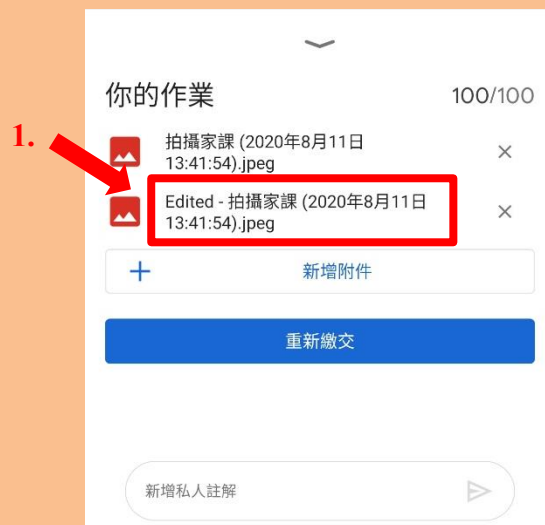 你的作業 100/100
1.
拍攝家課 (2020年8月11日
13:41:54).jpeg
Edited - 拍攝家課 (2020年8月11日
13:41:54).jpeg
新增附件
重新繳交
新增私人註解